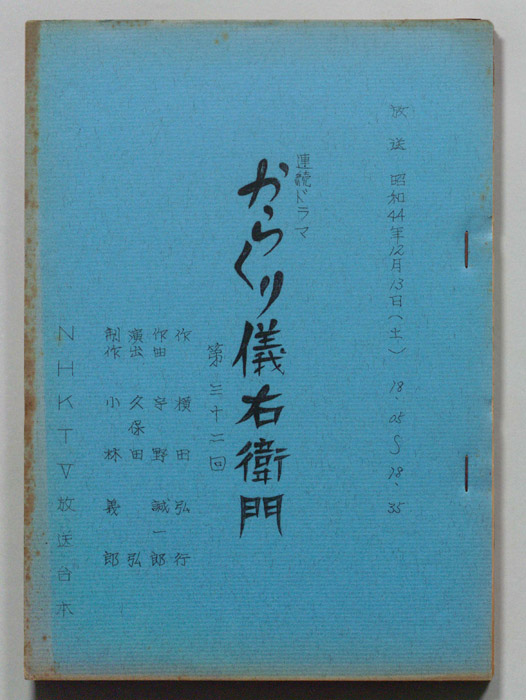 放送 昭和44年12月13日(土) 18.05〜18.35
連続ドラマ
からくり儀右衛門
第三十二回
作 横田弘行
作曲 冬野誠一郎
演出 久保田弘
制作 小林義郎
NHKTV放送台本